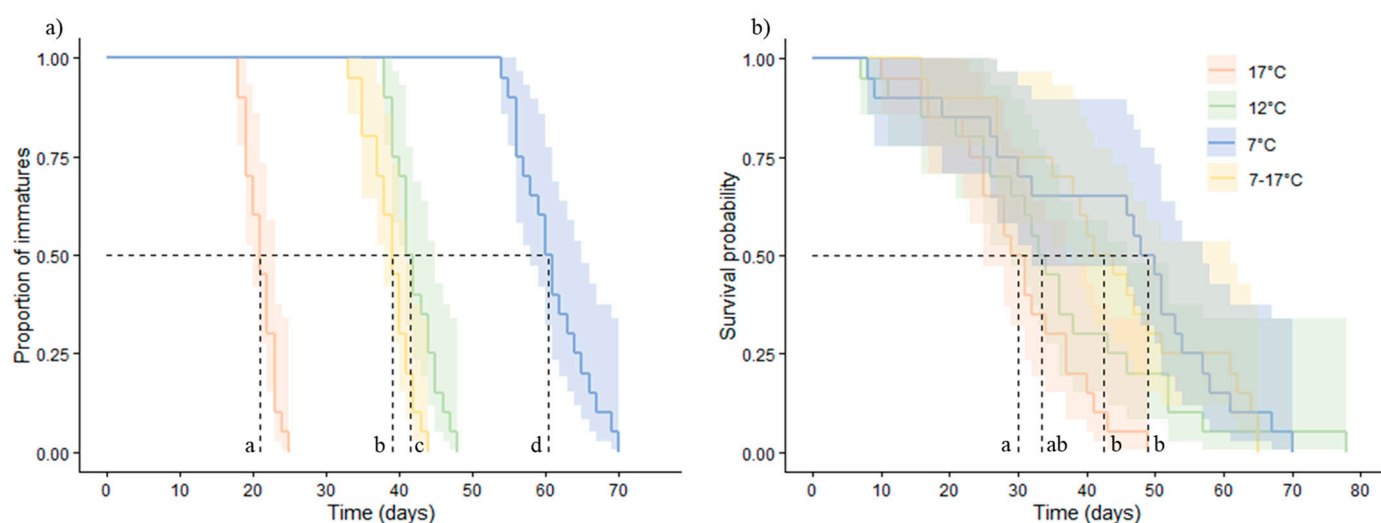 a)
Proportion of immatures
1.00
0.75
0.50
0.25
0.00
a
b
c
d
0 10 20 30 40 50 60 70
Time (days)
b)
Survival probability
1.00
0.75
0.50
0.25
0.00
17°C
12°C
7°C
7-17°C
a
ab
b
b
0 10 20 30 40 50 60 70 80
Time (days)